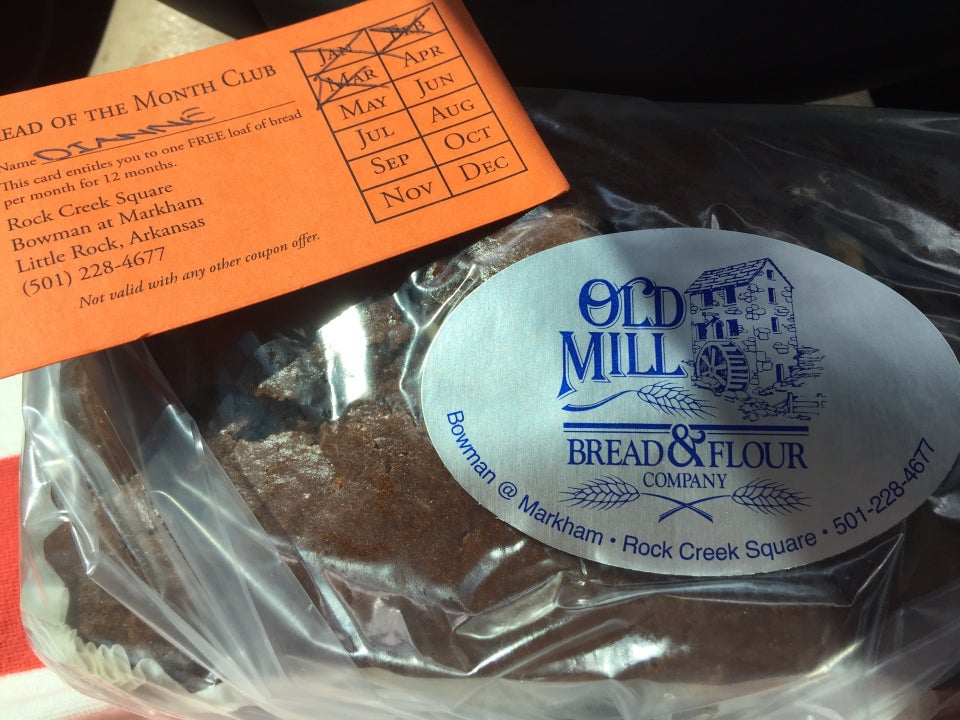 READ OF THE MONTH CLUB
Name DIANNE
This card entitles you to one FREE loaf of bread
per month for 12 months.
Rock Creek Square
Bowman at Markham
Little Rock, Arkansas
(501) 228-4677
Not valid with any other coupon offer.
JAN FEB
MAR APR
MAY JUN
JUL AUG
SEP OCT
NOV DEC
OLD
MILL
BREAD & FLOUR
COMPANY
Bowman @ Markham • Rock Creek Square • 501-228-4677